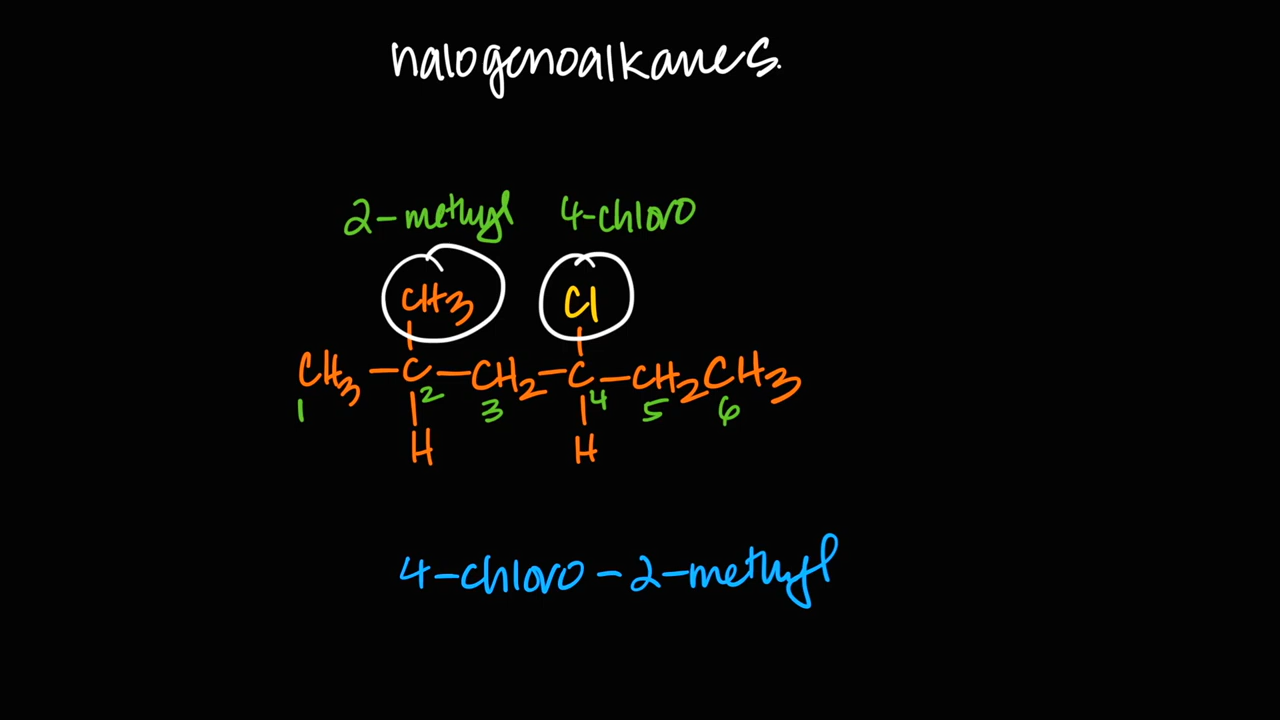 halogenoalkanes.
2-methyl 4-chloro
CH3 Cl
CH3 - C - CH2 - C - CH2CH3
1 2 3 4 5 6
H H
4-chloro-2-methyl